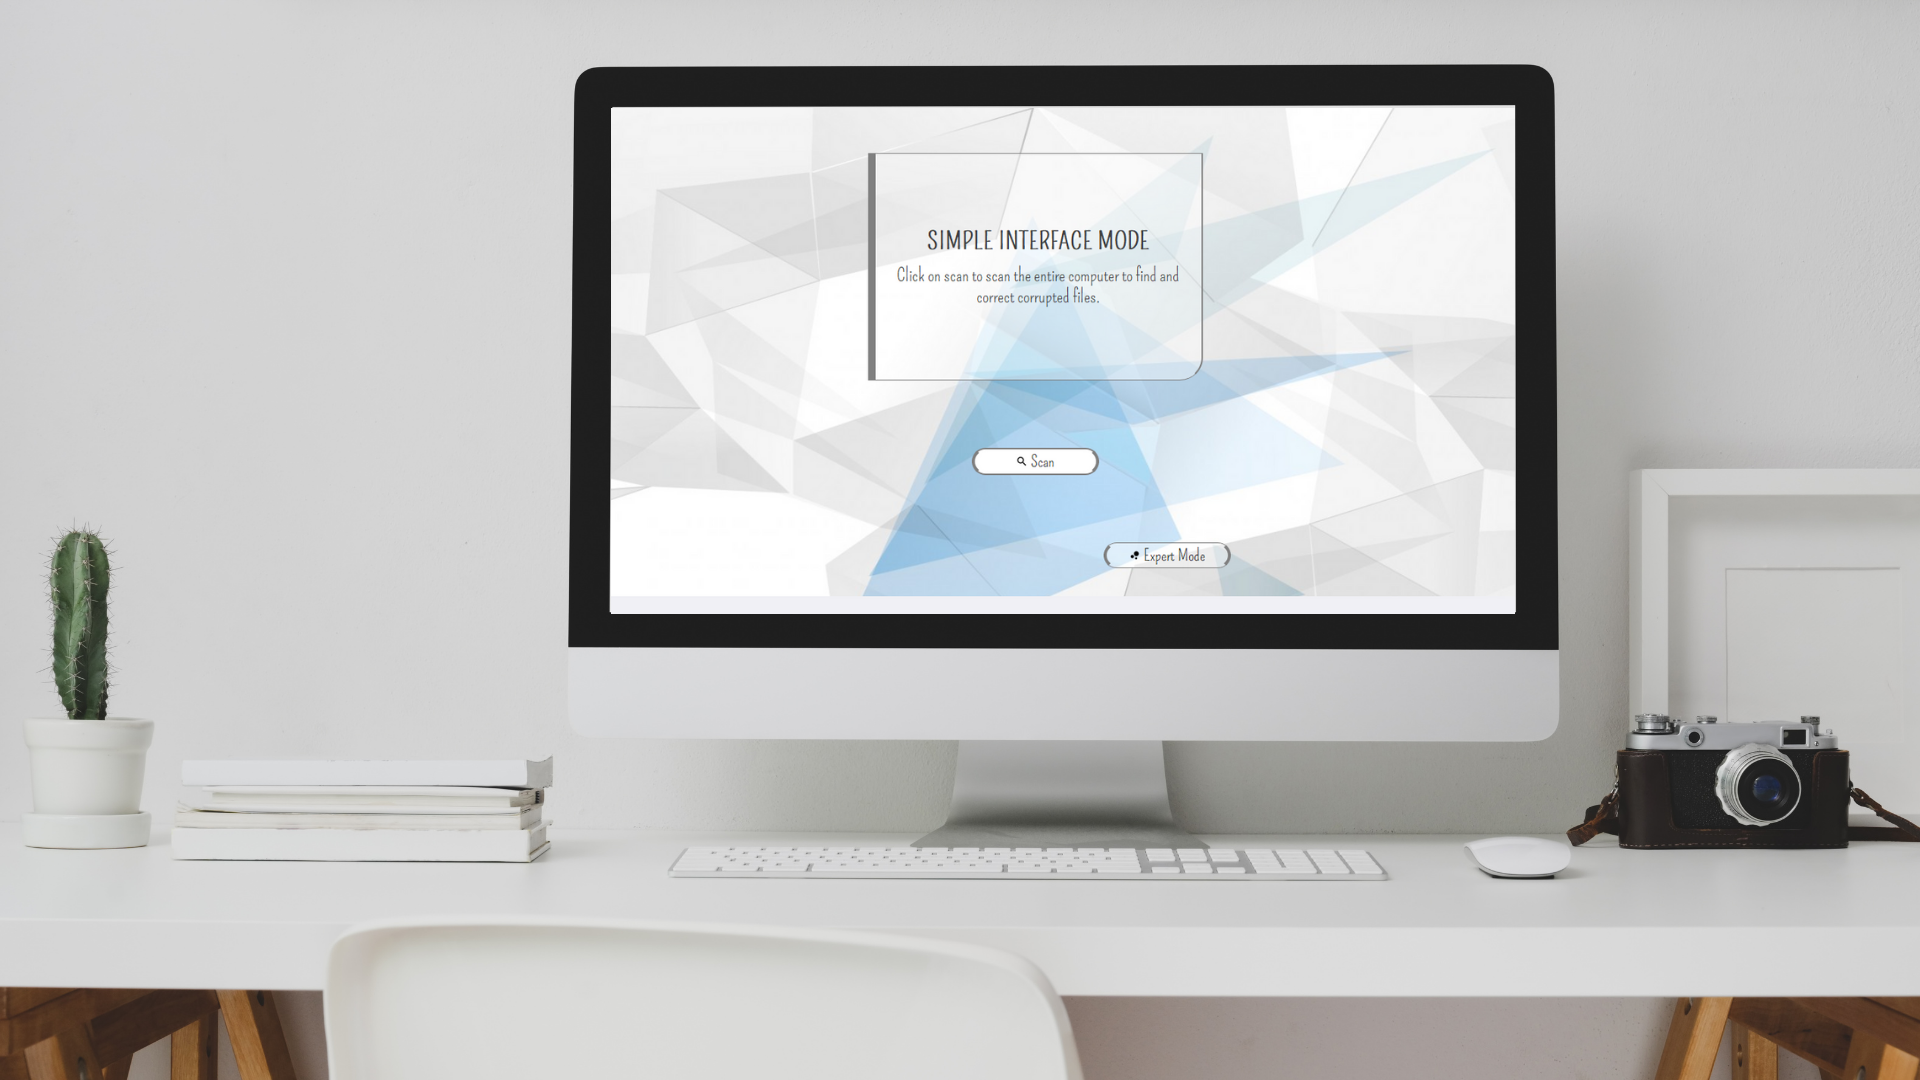 SIMPLE INTERFACE MODE
Click on scan to scan the entire computer to find and
correct corrupted files.
Scan
Expert Mode